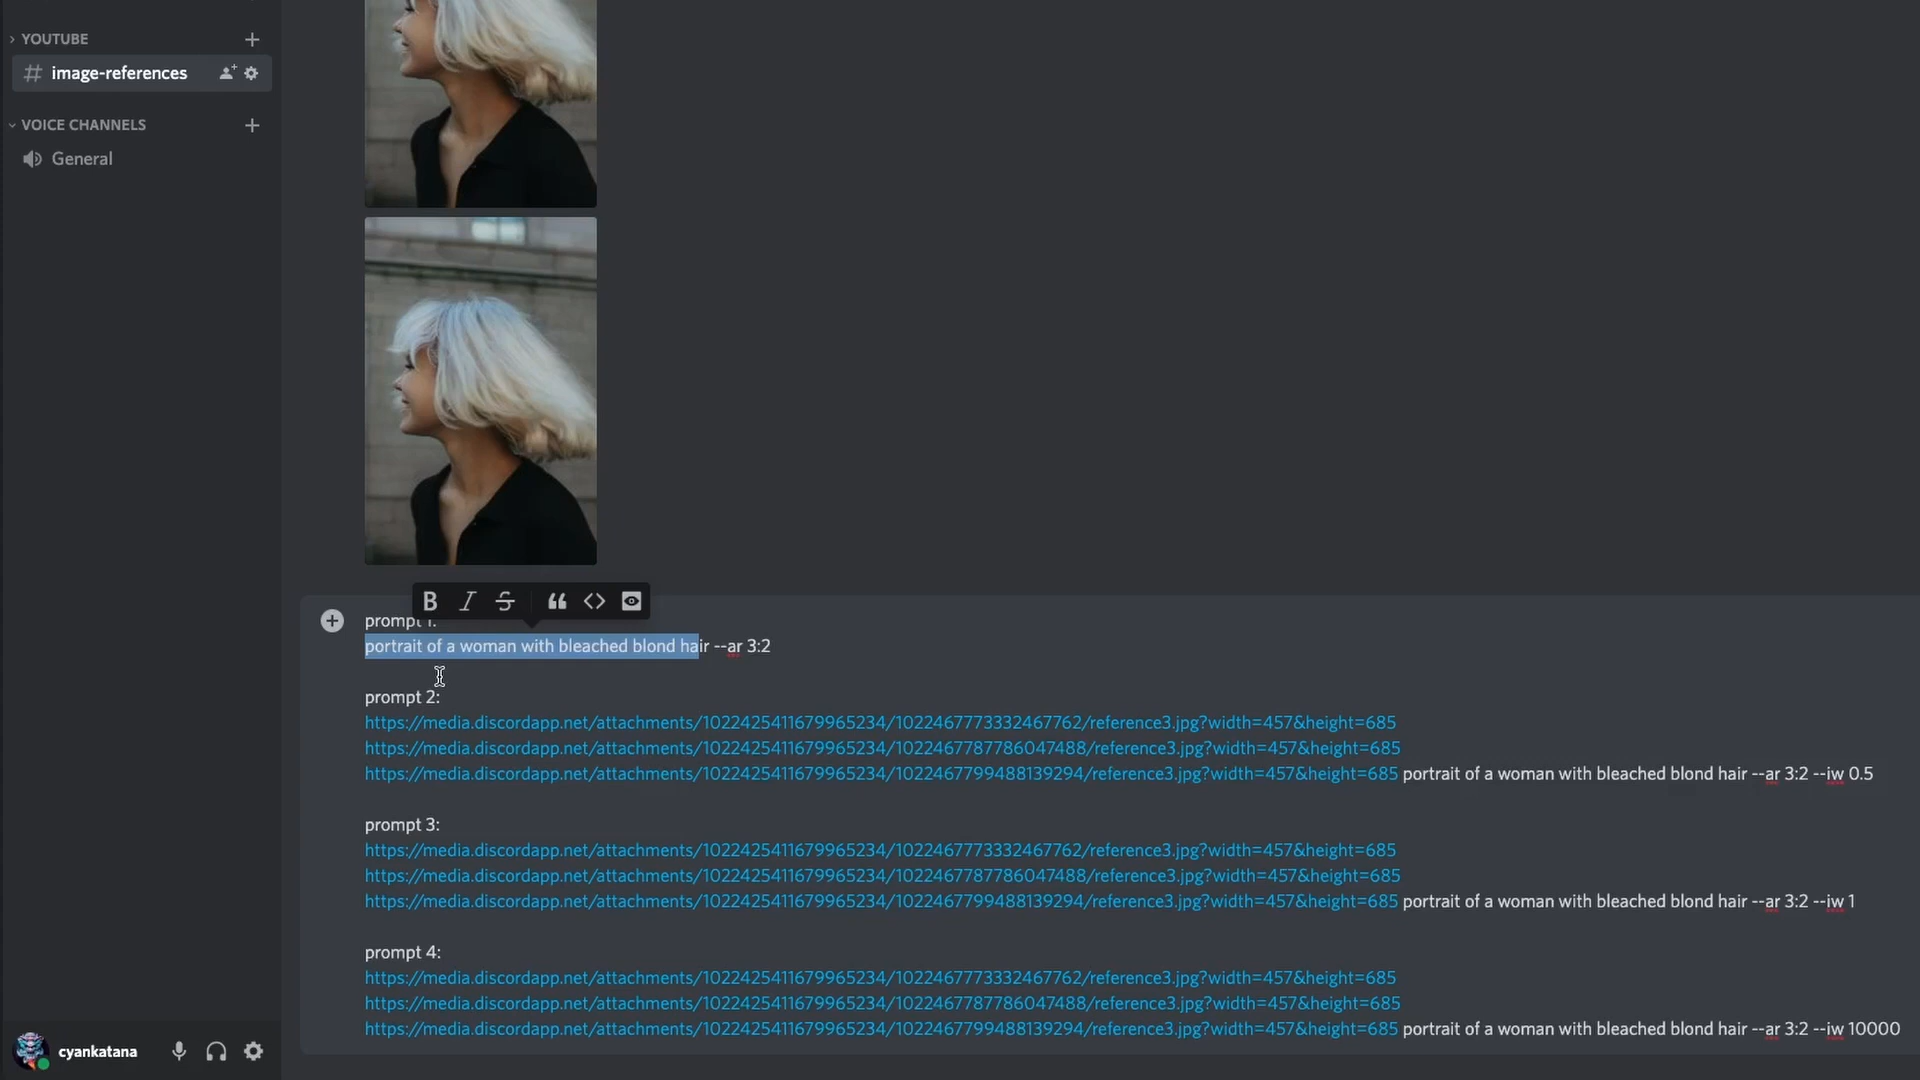 YOUTUBE
image-references
VOICE CHANNELS
General
prompt 1:
portrait of a woman with bleached blond hair --ar 3:2
prompt 2:
https://media.discordapp.net/attachments/1022425411679965234/1022467773332467762/reference3.jpg?width=457&height=685
https://media.discordapp.net/attachments/1022425411679965234/1022467787786047488/reference3.jpg?width=457&height=685
https://media.discordapp.net/attachments/1022425411679965234/1022467799488139294/reference3.jpg?width=457&height=685 portrait of a woman with bleached blond hair --ar 3:2 --iw 0.5
prompt 3:
https://media.discordapp.net/attachments/1022425411679965234/1022467773332467762/reference3.jpg?width=457&height=685
https://media.discordapp.net/attachments/1022425411679965234/1022467787786047488/reference3.jpg?width=457&height=685
https://media.discordapp.net/attachments/1022425411679965234/1022467799488139294/reference3.jpg?width=457&height=685 portrait of a woman with bleached blond hair --ar 3:2 --iw 1
prompt 4:
https://media.discordapp.net/attachments/1022425411679965234/1022467773332467762/reference3.jpg?width=457&height=685
https://media.discordapp.net/attachments/1022425411679965234/1022467787786047488/reference3.jpg?width=457&height=685
https://media.discordapp.net/attachments/1022425411679965234/1022467799488139294/reference3.jpg?width=457&height=685 portrait of a woman with bleached blond hair --ar 3:2 --iw 10000
cyankatana